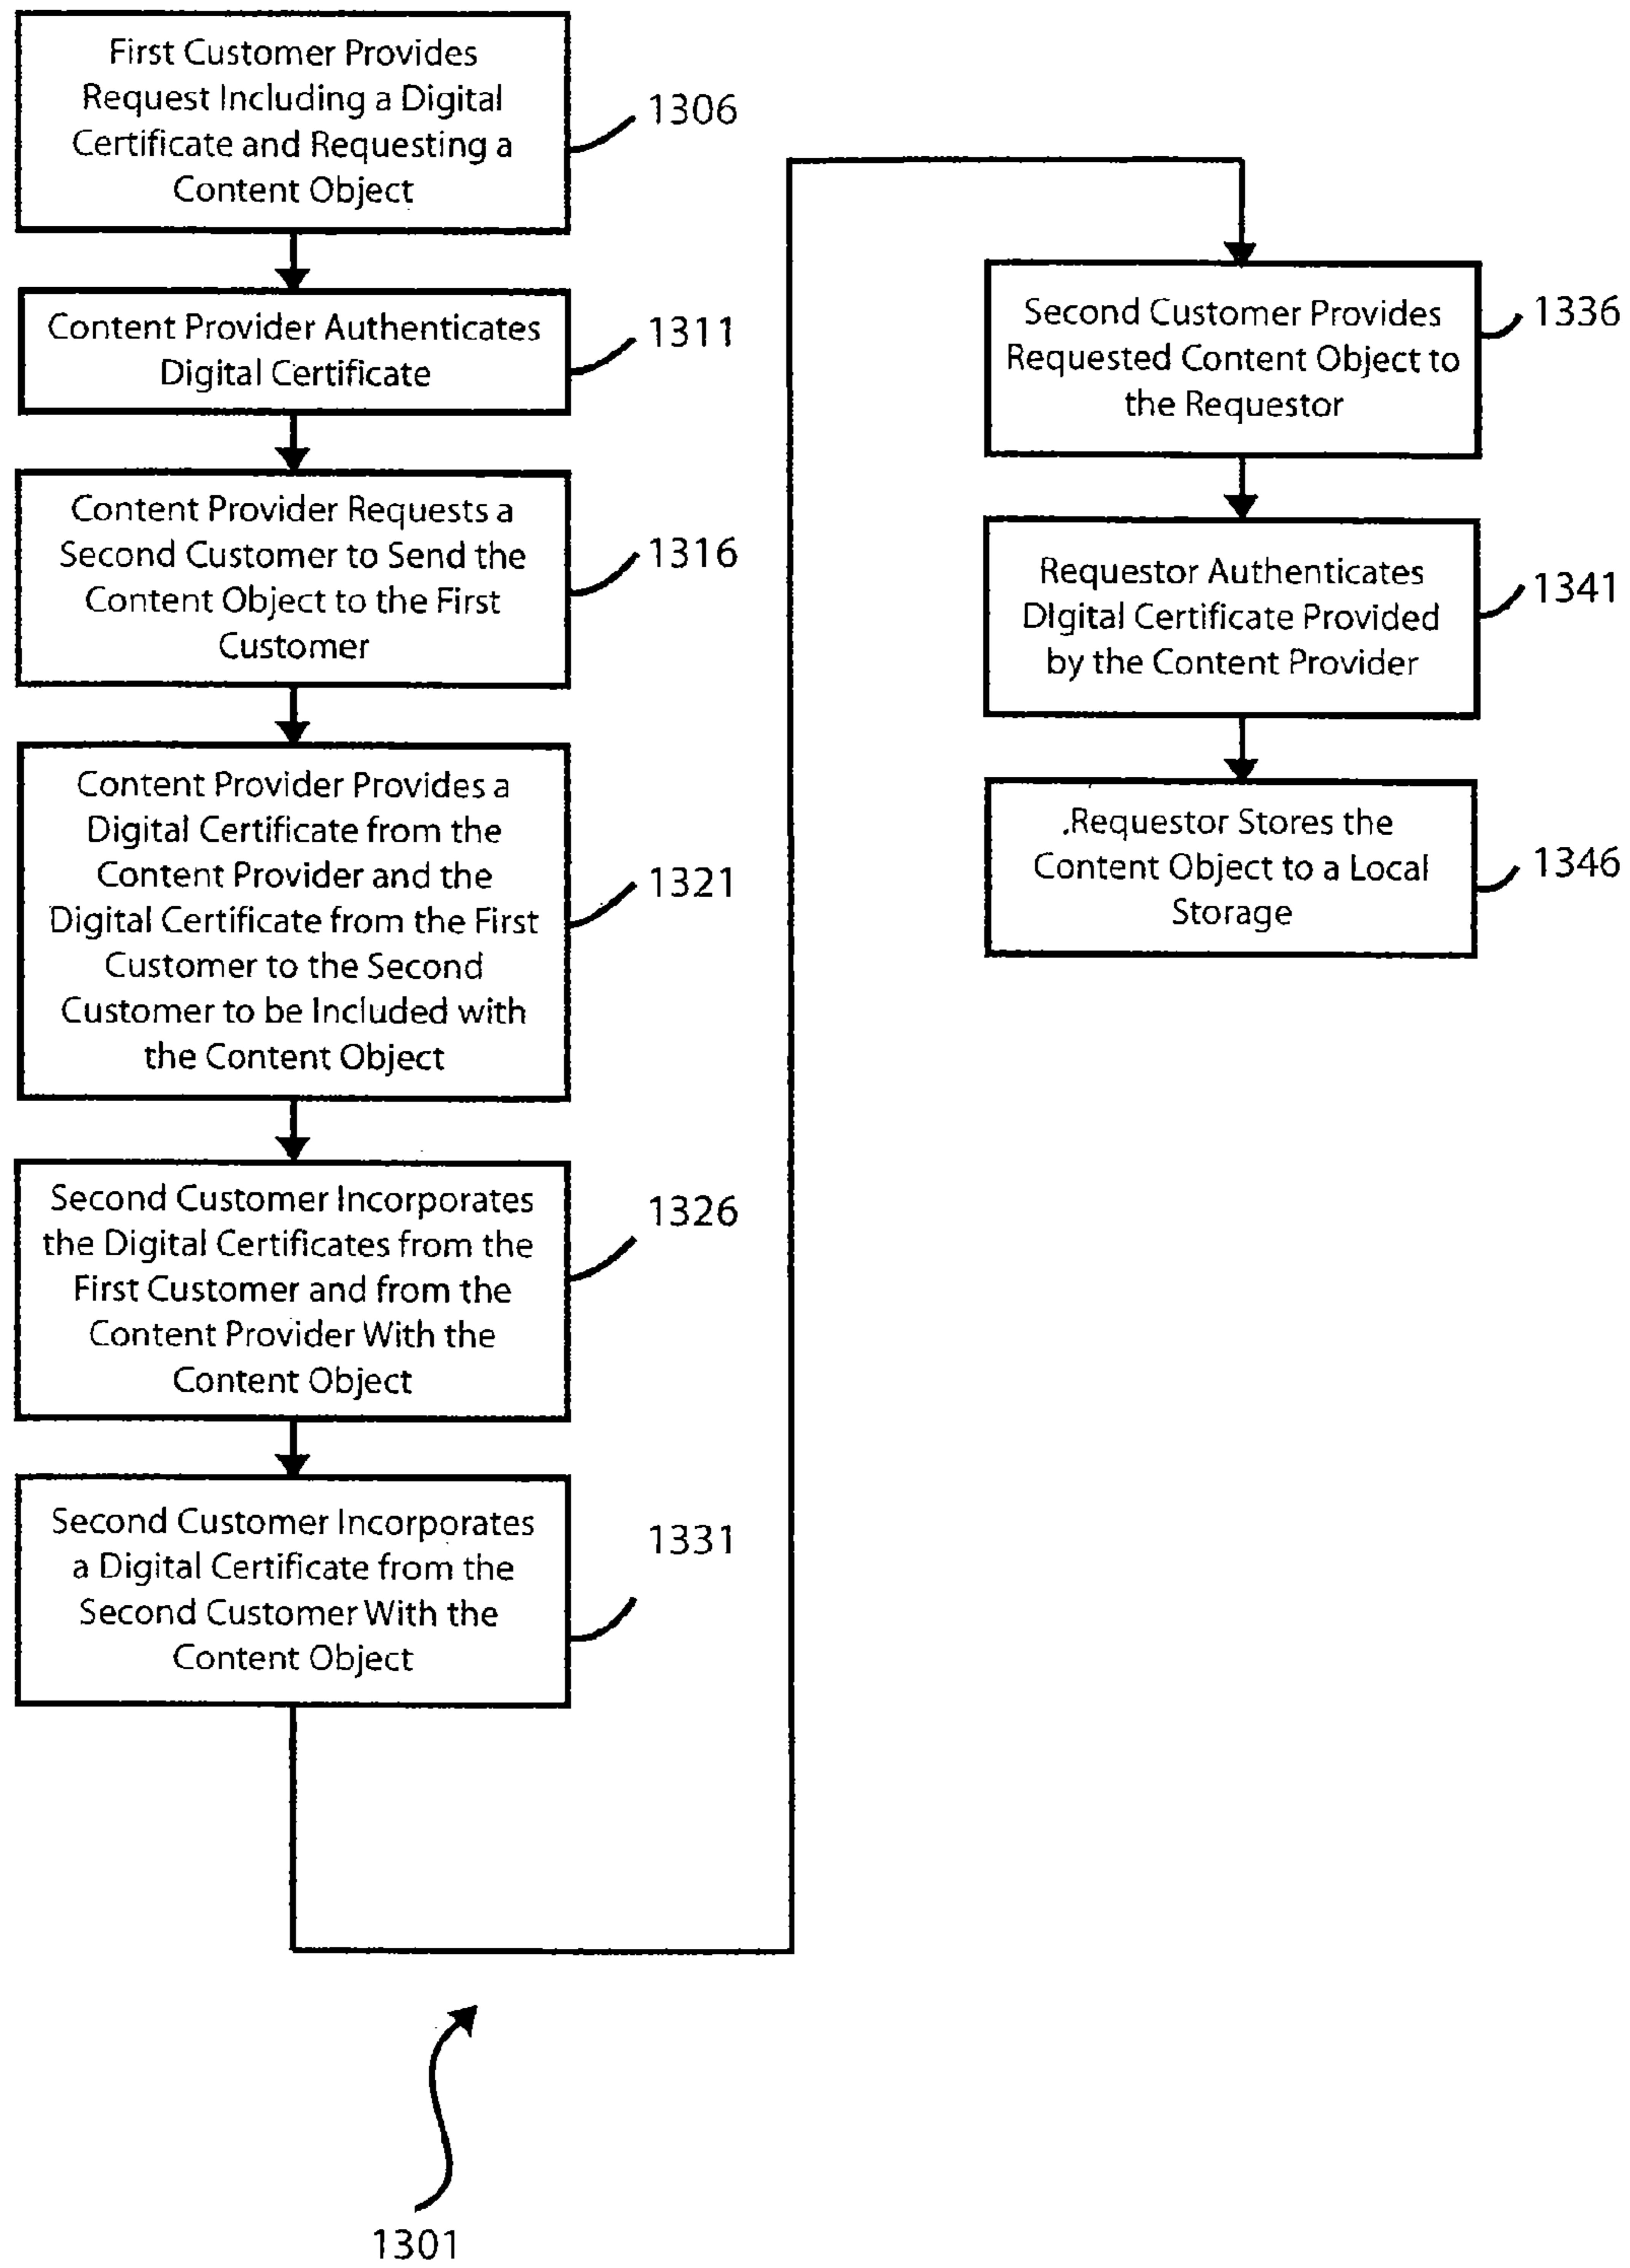 First Customer Provides
Request Including a Digital
Certificate and Requesting a
Content Object
1306
Content Provider Authenticates
Digital Certificate
1311
Content Provider Requests a
Second Customer to Send the
Content Object to the First
Customer
1316
Content Provider Provides a
Digital Certificate from the
Content Provider and the
Digital Certificate from the First
Customer to the Second
Customer to be Included with
the Content Object
1321
Second Customer Incorporates
the Digital Certificates from the
First Customer and from the
Content Provider With the
Content Object
1326
Second Customer Incorporates
a Digital Certificate from the
Second Customer With the
Content Object
1331
Second Customer Provides
Requested Content Object to
the Requestor
1336
Requestor Authenticates
DIgital Certificate Provided
by the Content Provider
1341
Requestor Stores the
Content Object to a Local
Storage
1346
1301